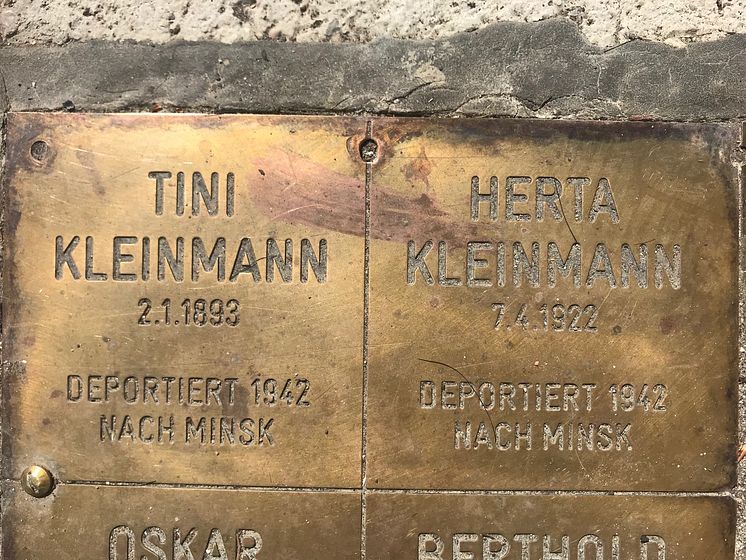 TINI
KLEINMANN
2.1.1893
DEPORTIERT 1942
NACH MINSK
HERTA
KLEINMANN
7.4.1922
DEPORTIERT 1942
NACH MINSK
OSKAR
BERTHOLD